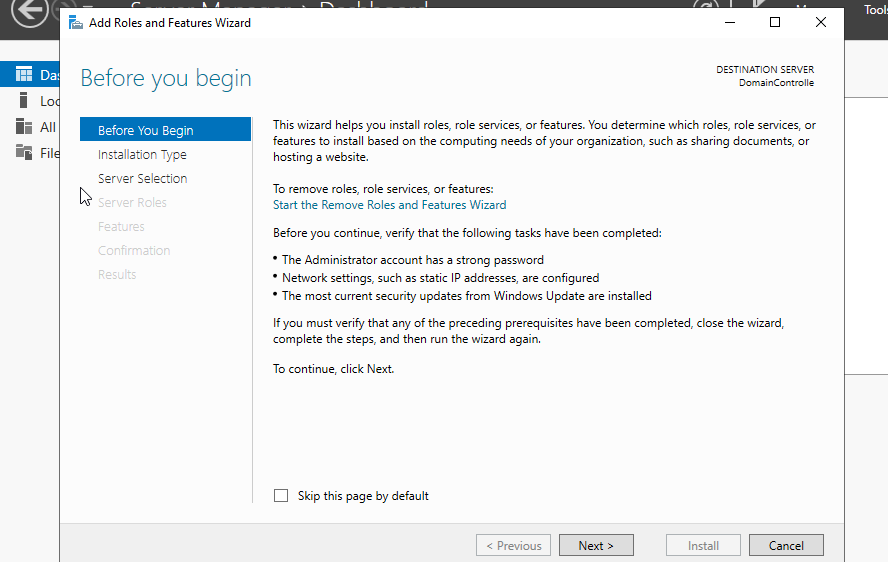 Server Manager
Dashboard
Tools
Add Roles and Features Wizard
Before you begin
DESTINATION SERVER
DomainControlle
Das
Loc
All
File
Before You Begin
Installation Type
Server Selection
Server Roles
Features
Confirmation
Results
This wizard helps you install roles, role services, or features. You determine which roles, role services, or
features to install based on the computing needs of your organization, such as sharing documents, or
hosting a website.
To remove roles, role services, or features:
Start the Remove Roles and Features Wizard
Before you continue, verify that the following tasks have been completed:
• The Administrator account has a strong password
• Network settings, such as static IP addresses, are configured
• The most current security updates from Windows Update are installed
If you must verify that any of the preceding prerequisites have been completed, close the wizard,
complete the steps, and then run the wizard again.
To continue, click Next.
Skip this page by default
< Previous
Next >
Install
Cancel